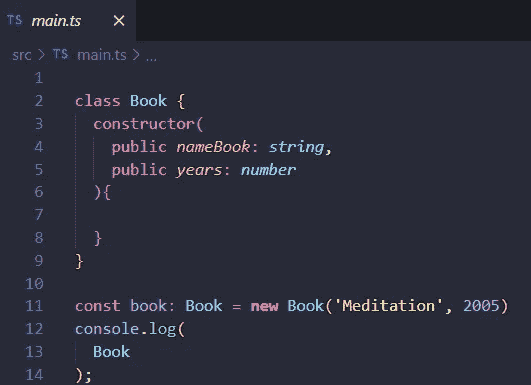 TS main.ts ×
src > TS main.ts > ...
1
2 class Book {
3 constructor(
4 public nameBook: string,
5 public years: number
6 ){
7
8 }
9 }
10
11 const book: Book = new Book('Meditation', 2005)
12 console.log(
13 Book
14 );